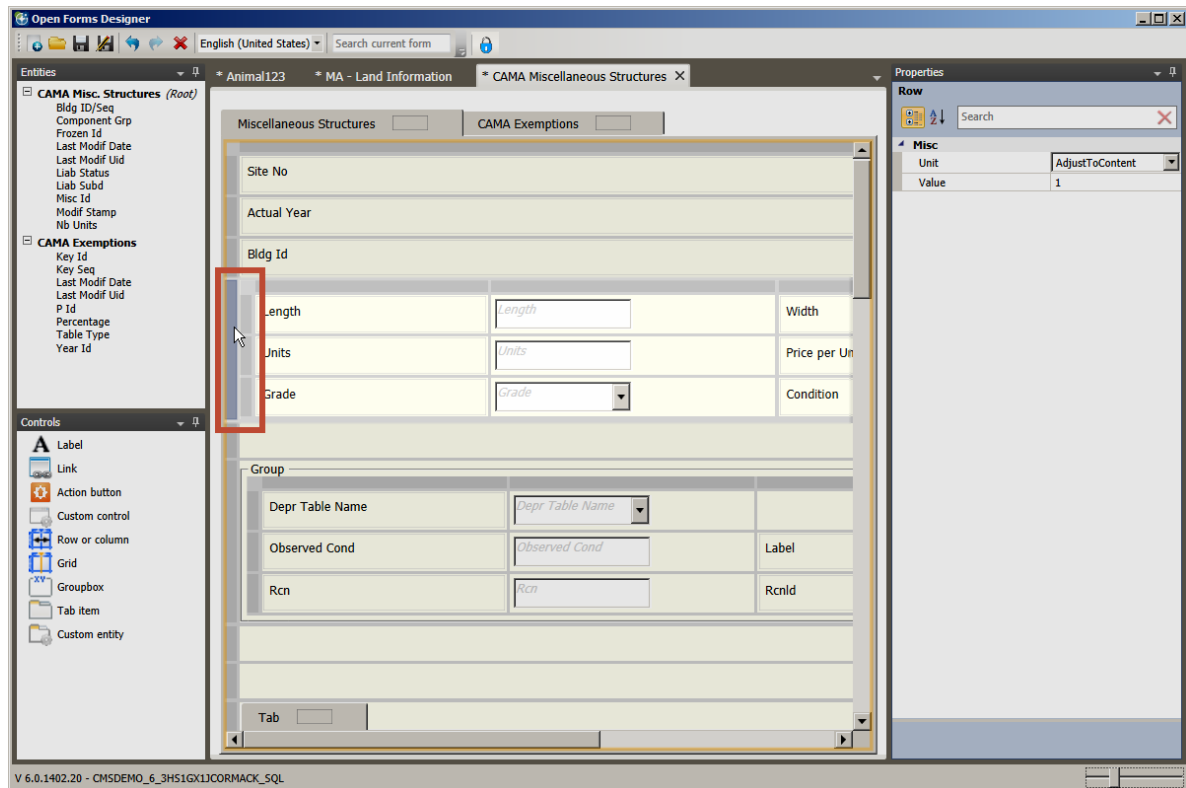 Open Forms Designer
English (United States)
Search current form
Entities
CAMA Misc. Structures (Root)
Bldg ID/Seq
Component Grp
Frozen Id
Last Modif Date
Last Modif Uid
Liab Status
Liab Subd
Misc Id
Modif Stamp
Nb Units
CAMA Exemptions
Key Id
Key Seq
Last Modif Date
Last Modif Uid
P Id
Percentage
Table Type
Year Id
Controls
A Label
Link
Action button
Custom control
Row or column
Grid
XY Groupbox
Tab item
Custom entity
* Animal123 * MA - Land Information * CAMA Miscellaneous Structures X
Miscellaneous Structures CAMA Exemptions
Site No
Actual Year
Bldg Id
Length Length Width
Units Units Price per Un
Grade Grade Condition
Group
Depr Table Name Depr Table Name
Observed Cond Observed Cond Label
Rcn Rcn Rcnld
Tab
Properties
Row
Search
Misc
Unit AdjustToContent
Value 1
V 6.0.1402.20 - CMSDEMO_6_3HS1GX1JCORMACK_SQL